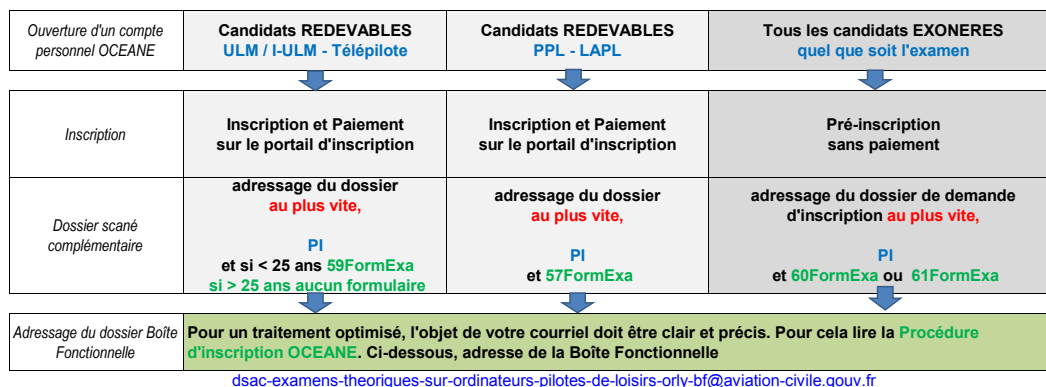 Ouverture d'un compte
personnel OCEANE
Candidats REDEVABLES
ULM / I-ULM - Télépilote
Candidats REDEVABLES
PPL - LAPL
Tous les candidats EXONERES
quel que soit l'examen
Inscription
Inscription et Paiement
sur le portail d'inscription
Inscription et Paiement
sur le portail d'inscription
Pré-inscription
sans paiement
Dossier scané
complémentaire
adressage du dossier
au plus vite,
PI
et si < 25 ans 59FormExa
si > 25 ans aucun formulaire
adressage du dossier
au plus vite,
PI
et 57FormExa
adressage du dossier de demande
d'inscription au plus vite,
PI
et 60FormExa ou 61FormExa
Adressage du dossier Boîte
Fonctionnelle
Pour un traitement optimisé, l'objet de votre courriel doit être clair et précis. Pour cela lire la Procédure
d'inscription OCEANE. Ci-dessous, adresse de la Boîte Fonctionnelle
dsac-examens-theoriques-sur-ordinateurs-pilotes-de-loisirs-orly-bf@aviation-civile.gouv.fr